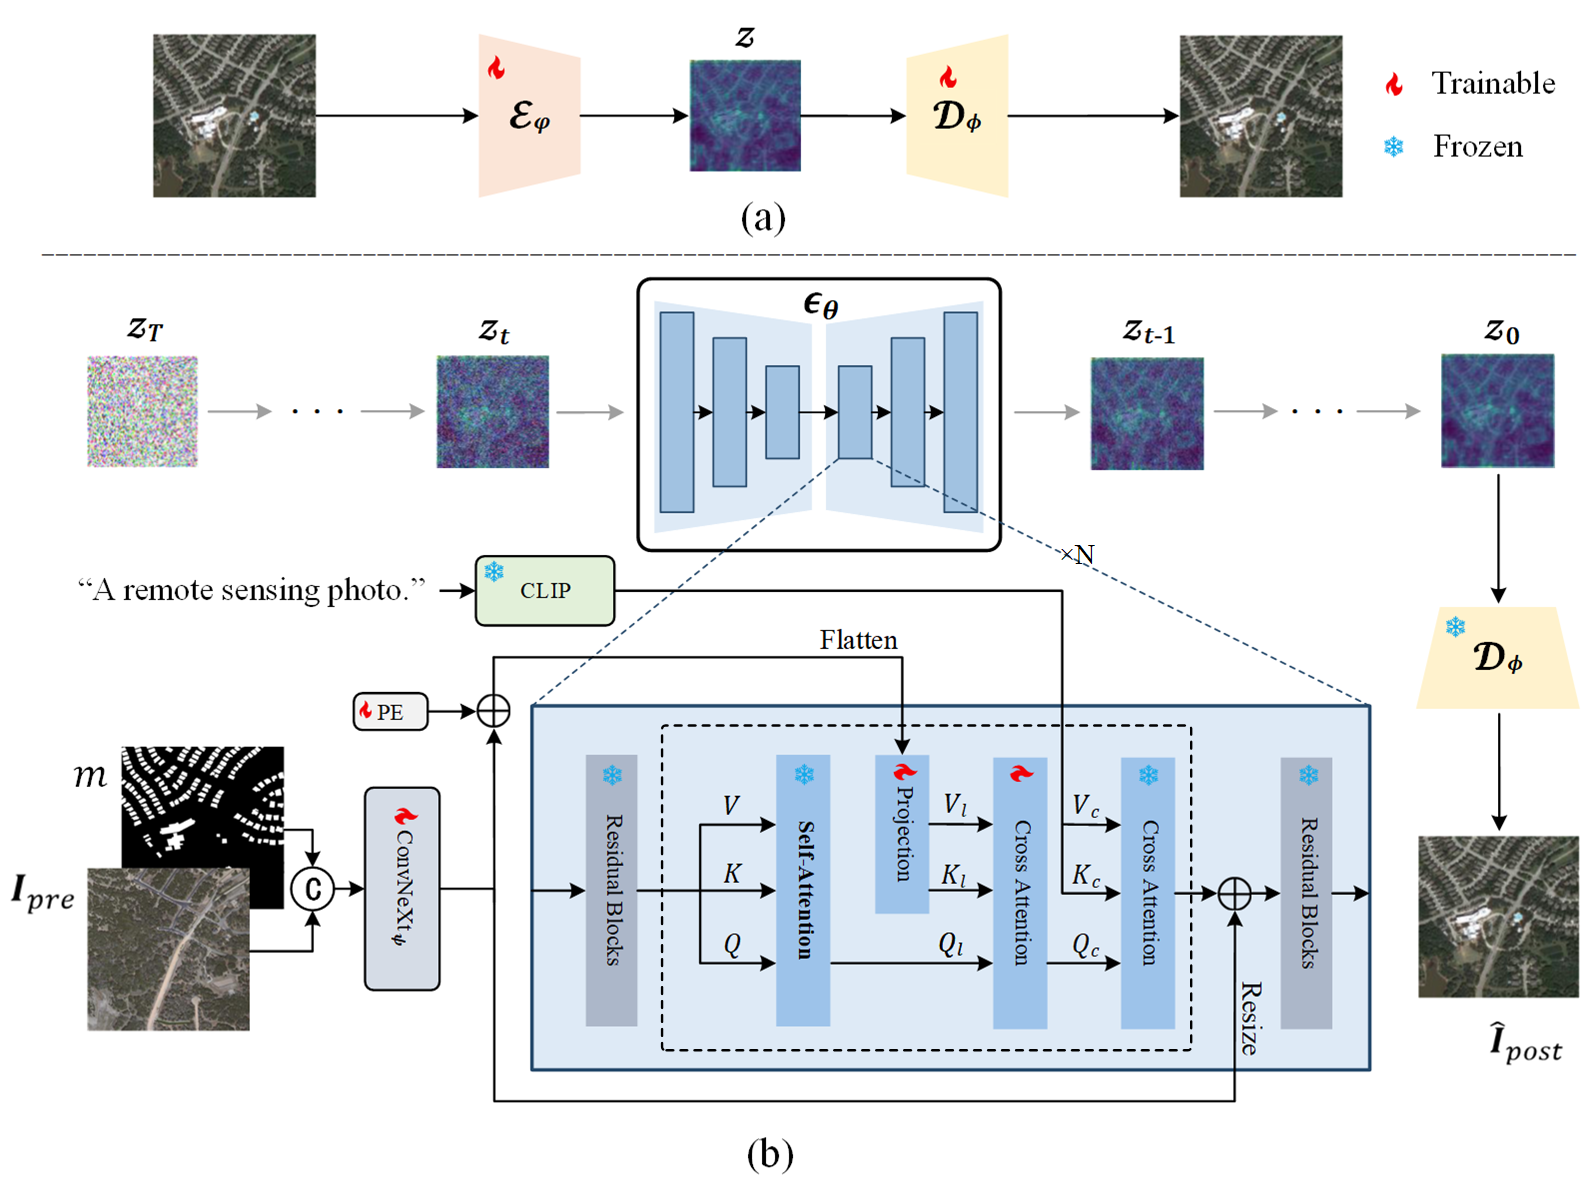 z
Trainable
ℰφ
𝒟ϕ
Frozen
(a)
ϵθ
zT
zt
zt-1
z0
· · ·
· · ·
×N
“A remote sensing photo.”
CLIP
Flatten
𝒟ϕ
PE
m
Ipre
C
ConvNeXtψ
Residual Blocks
V
K
Q
Self-Attention
Projection
Vl
Kl
Ql
Cross Attention
Vc
Kc
Qc
Cross Attention
Resize
Residual Blocks
Îpost
(b)